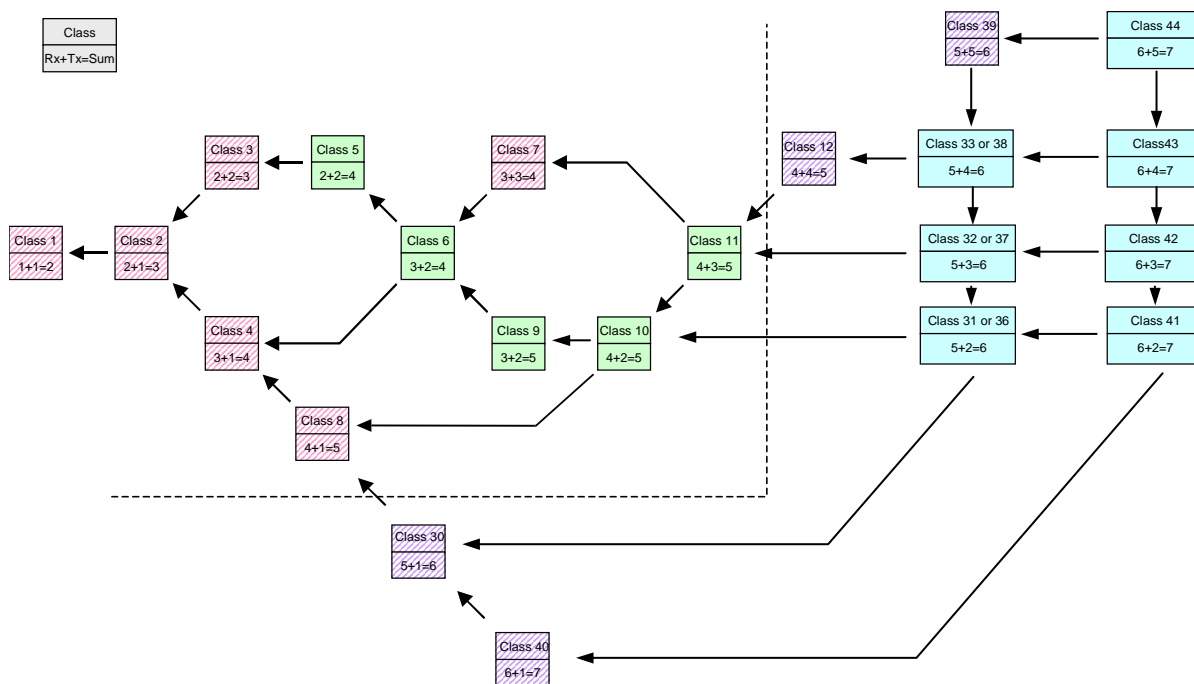 Class
Rx+Tx=Sum
Class 39
5+5=6
Class 44
6+5=7
Class 3
2+2=3
Class 5
2+2=4
Class 7
3+3=4
Class 12
4+4=5
Class 33 or 38
5+4=6
Class43
6+4=7
Class 1
1+1=2
Class 2
2+1=3
Class 6
3+2=4
Class 11
4+3=5
Class 32 or 37
5+3=6
Class 42
6+3=7
Class 4
3+1=4
Class 9
3+2=5
Class 10
4+2=5
Class 31 or 36
5+2=6
Class 41
6+2=7
Class 8
4+1=5
Class 30
5+1=6
Class 40
6+1=7